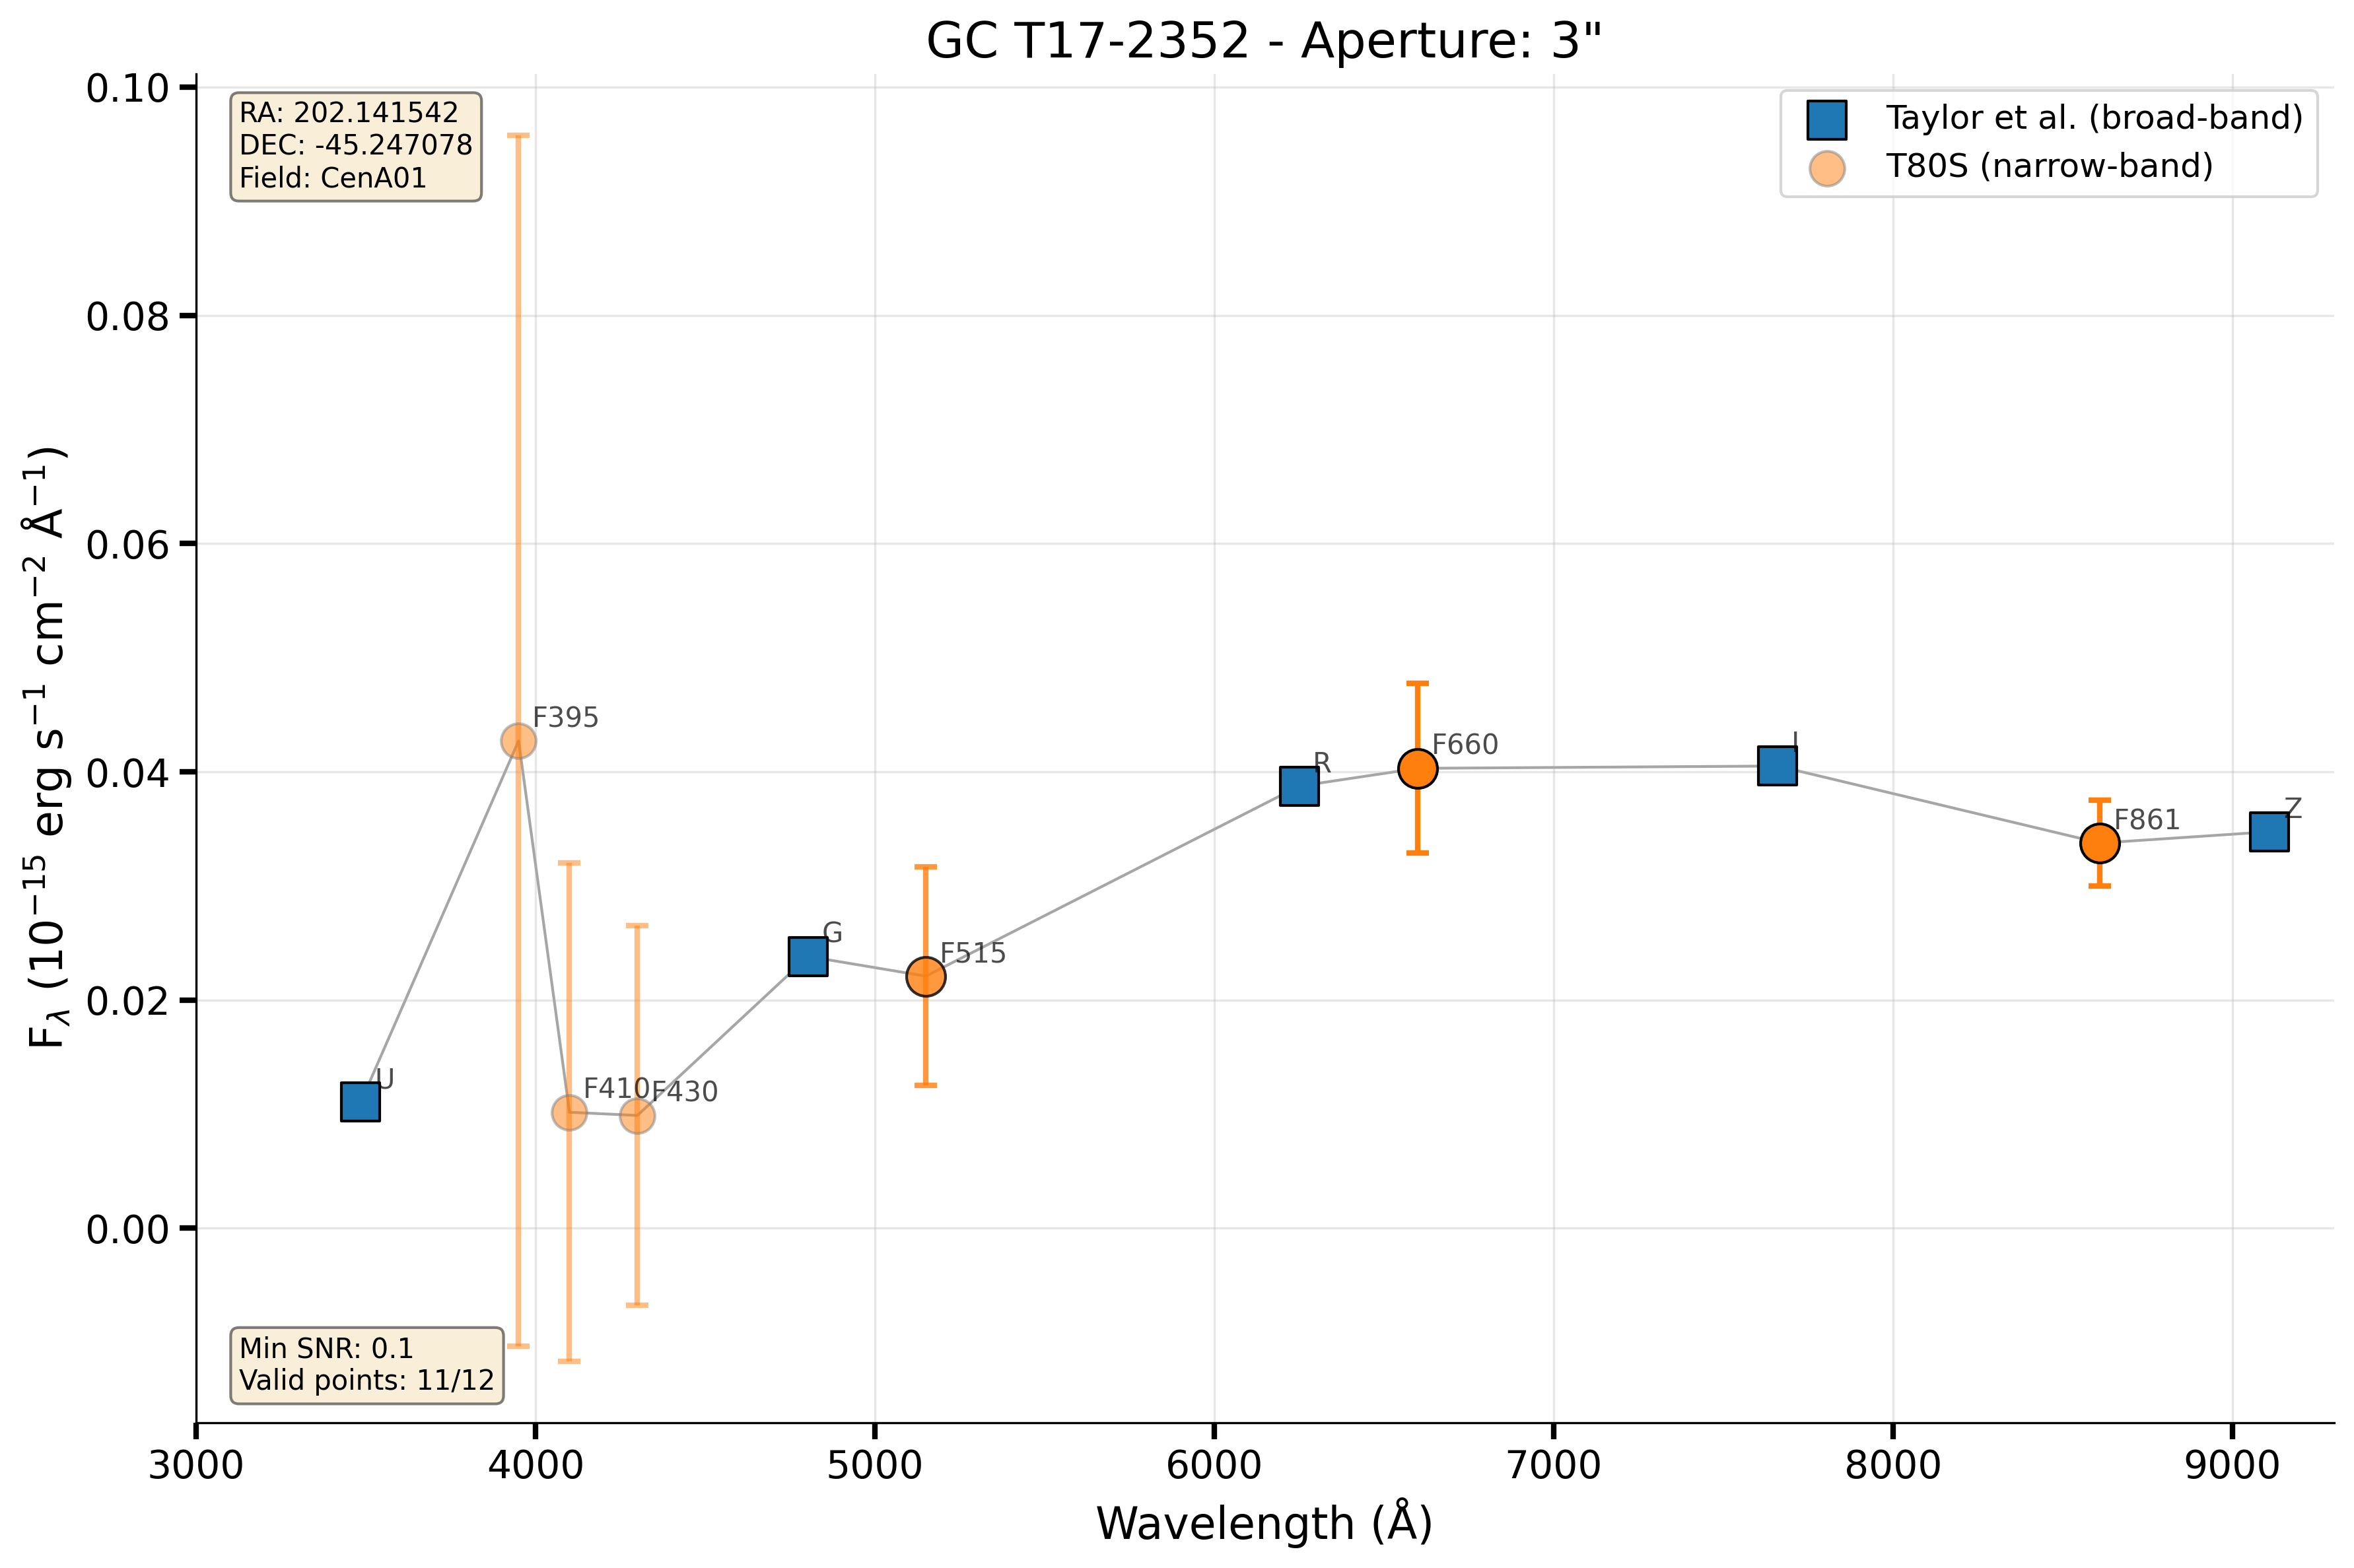 GC T17-2352 - Aperture: 3"
RA: 202.141542
DEC: -45.247078
Field: CenA01
Taylor et al. (broad-band)
T80S (narrow-band)
F_λ (10⁻¹⁵ erg s⁻¹ cm⁻² Å⁻¹)
0.10
0.08
0.06
0.04
0.02
0.00
U
F395
F410
F430
G
F515
R
F660
I
F861
Z
Min SNR: 0.1
Valid points: 11/12
3000 4000 5000 6000 7000 8000 9000
Wavelength (Å)